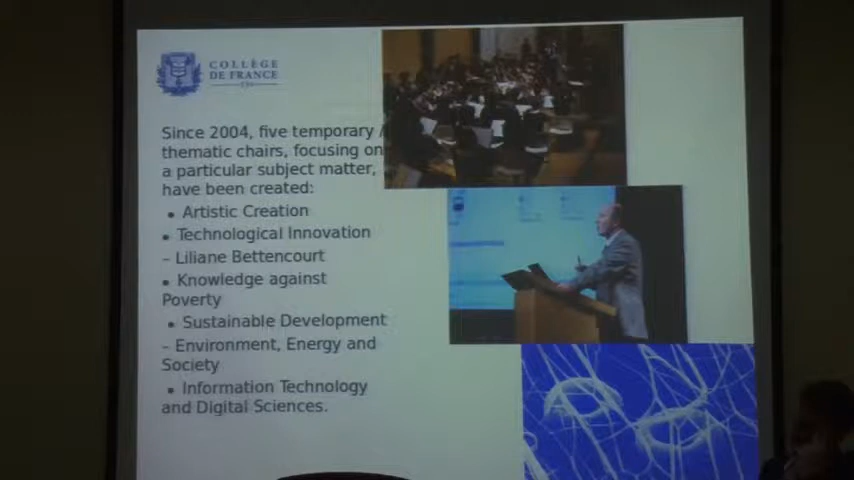 COLLÈGE
DE FRANCE
Since 2004, five temporary /
thematic chairs, focusing on
a particular subject matter,
have been created:
• Artistic Creation
• Technological Innovation
– Liliane Bettencourt
• Knowledge against
Poverty
• Sustainable Development
– Environment, Energy and
Society
• Information Technology
and Digital Sciences.